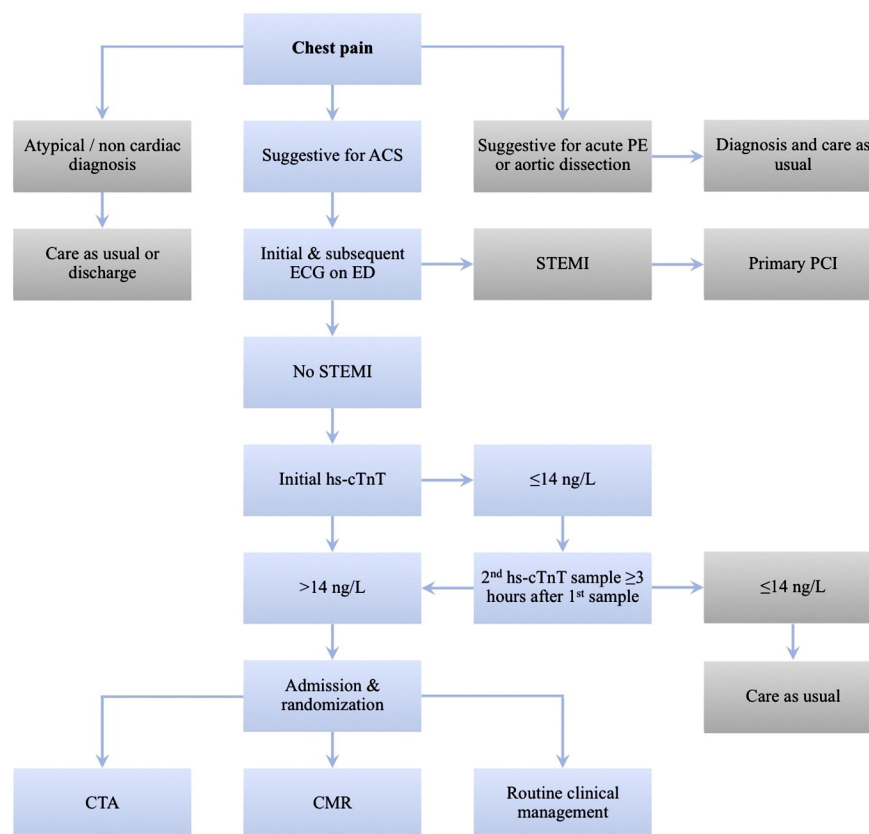 Chest pain
Atypical / non cardiac
diagnosis
Suggestive for ACS
Suggestive for acute PE
or aortic dissection
Diagnosis and care as
usual
Care as usual or
discharge
Initial & subsequent
ECG on ED
STEMI
Primary PCI
No STEMI
Initial hs-cTnT
≤14 ng/L
>14 ng/L
2nd hs-cTnT sample ≥3
hours after 1st sample
≤14 ng/L
Admission &
randomization
Care as usual
CTA
CMR
Routine clinical
management